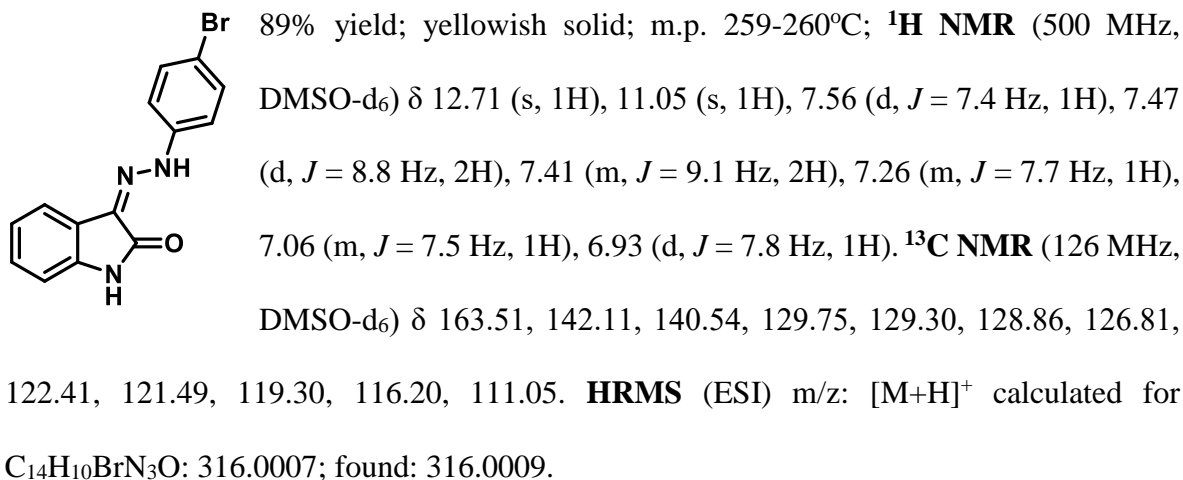 Br
N
NH
O
N
H
89% yield; yellowish solid; m.p. 259-260ºC; ¹H NMR (500 MHz,
DMSO-d₆) δ 12.71 (s, 1H), 11.05 (s, 1H), 7.56 (d, J = 7.4 Hz, 1H), 7.47
(d, J = 8.8 Hz, 2H), 7.41 (m, J = 9.1 Hz, 2H), 7.26 (m, J = 7.7 Hz, 1H),
7.06 (m, J = 7.5 Hz, 1H), 6.93 (d, J = 7.8 Hz, 1H). ¹³C NMR (126 MHz,
DMSO-d₆) δ 163.51, 142.11, 140.54, 129.75, 129.30, 128.86, 126.81,
122.41, 121.49, 119.30, 116.20, 111.05. HRMS (ESI) m/z: [M+H]⁺ calculated for
C₁₄H₁₀BrN₃O: 316.0007; found: 316.0009.